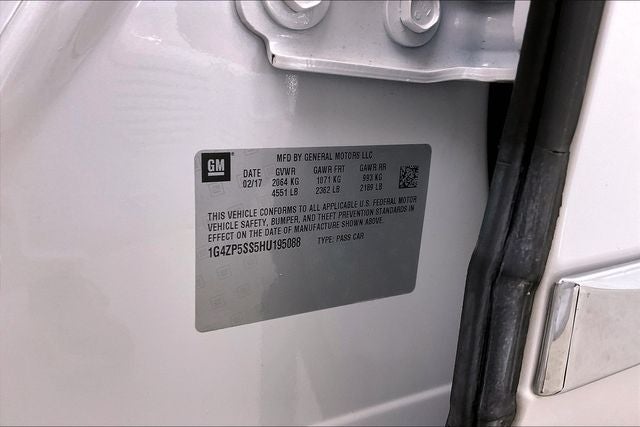 GM
MFD BY GENERAL MOTORS LLC
DATE GVWR GAWR FRT GAWR RR
02/17 2064 KG 1071 KG 993 KG
4551 LB 2362 LB 2189 LB
THIS VEHICLE CONFORMS TO ALL APPLICABLE U.S. FEDERAL MOTOR
VEHICLE SAFETY, BUMPER, AND THEFT PREVENTION STANDARDS IN
EFFECT ON THE DATE OF MANUFACTURE SHOWN ABOVE.
1G4ZP5SS5HU195088 TYPE: PASS CAR